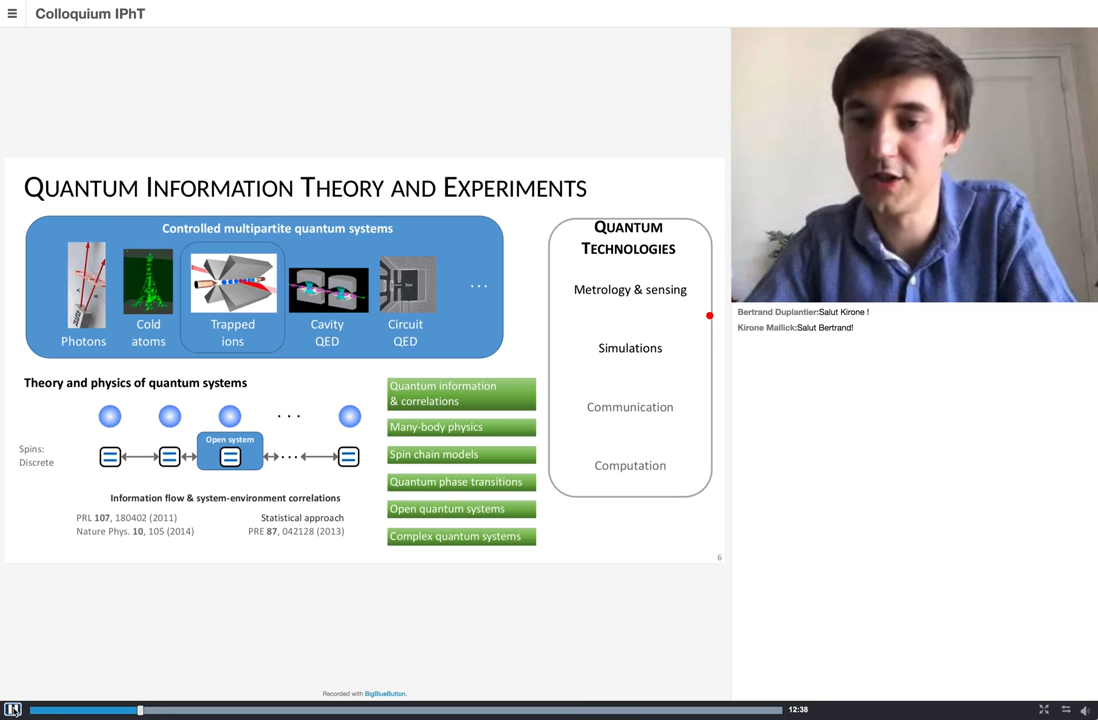 Colloquium IPhT
QUANTUM INFORMATION THEORY AND EXPERIMENTS
Controlled multipartite quantum systems
Photons
Cold
atoms
Trapped
ions
Cavity
QED
Circuit
QED
...
QUANTUM
TECHNOLOGIES
Metrology & sensing
Simulations
Communication
Computation
Theory and physics of quantum systems
...
Spins:
Discrete
Open system
...
Information flow & system-environment correlations
PRL 107, 180402 (2011)
Nature Phys. 10, 105 (2014)
Statistical approach
PRE 87, 042128 (2013)
Quantum information
& correlations
Many-body physics
Spin chain models
Quantum phase transitions
Open quantum systems
Complex quantum systems
6
Bertrand Duplantier:Salut Kirone !
Kirone Mallick:Salut Bertrand!
Recorded with BigBlueButton.
12:38